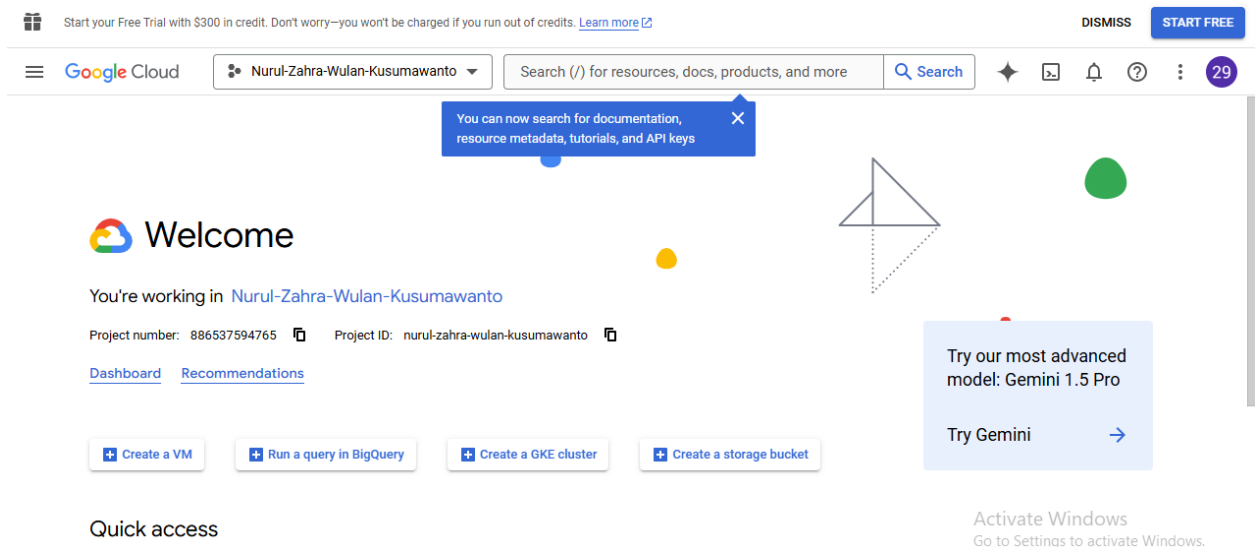 Start your Free Trial with $300 in credit. Don't worry—you won't be charged if you run out of credits. Learn more
DISMISS
START FREE
Google Cloud
Nurul-Zahra-Wulan-Kusumawanto
Search (/) for resources, docs, products, and more
Search
29
You can now search for documentation,
resource metadata, tutorials, and API keys
Welcome
You're working in Nurul-Zahra-Wulan-Kusumawanto
Project number: 886537594765 Project ID: nurul-zahra-wulan-kusumawanto
Dashboard Recommendations
Try our most advanced
model: Gemini 1.5 Pro
Try Gemini
Create a VM
Run a query in BigQuery
Create a GKE cluster
Create a storage bucket
Quick access
Activate Windows
Go to Settings to activate Windows.